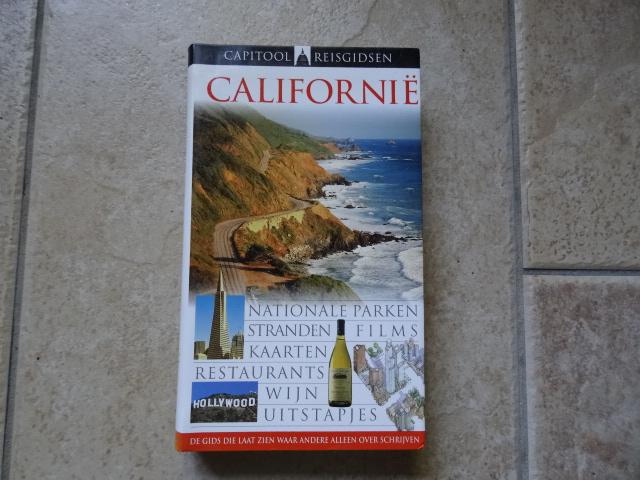 CAPITOOL REISGIDSEN
CALIFORNIË
NATIONALE PARKEN
STRANDEN FILMS
KAARTEN
RESTAURANTS
WIJN
HOLLYWOOD
UITSTAPJES
DE GIDS DIE LAAT ZIEN WAAR ANDERE ALLEEN OVER SCHRIJVEN